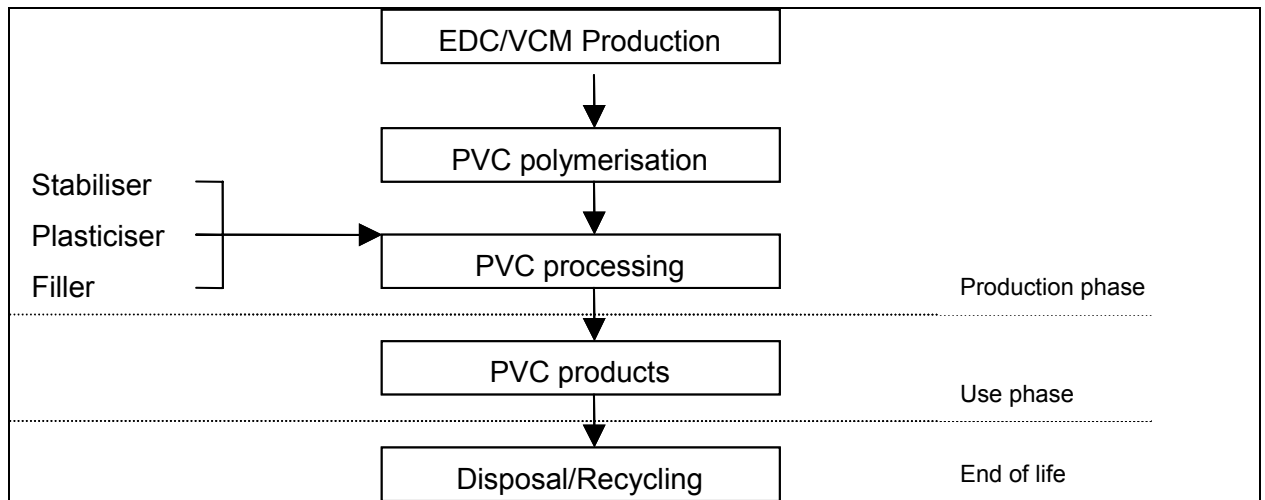 EDC/VCM Production
PVC polymerisation
Stabiliser
Plasticiser
Filler
PVC processing
Production phase
PVC products
Use phase
Disposal/Recycling
End of life